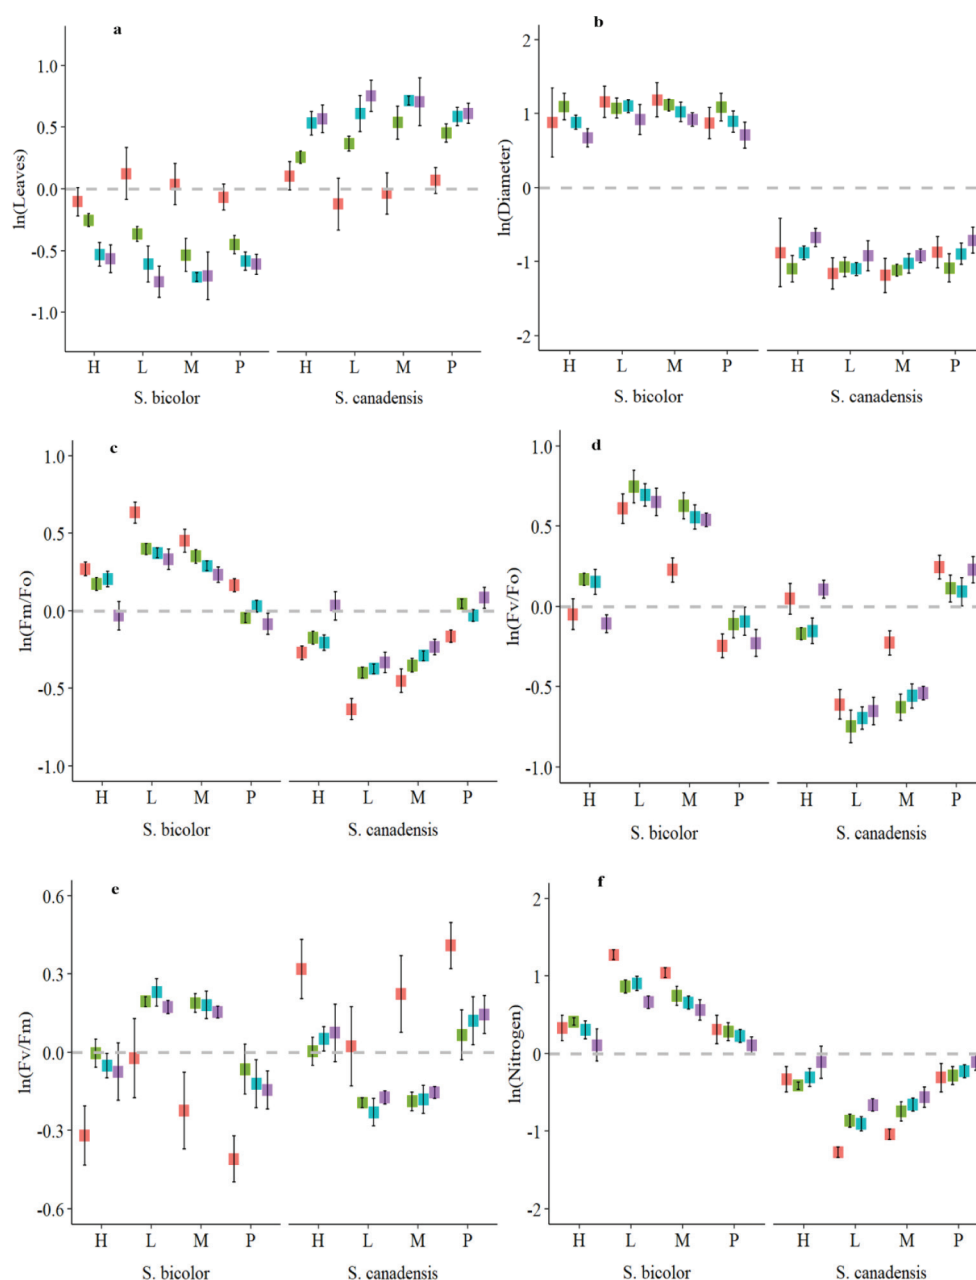 a
ln(Leaves)
1.0
0.5
0.0
-0.5
-1.0
H L M P H L M P
S. bicolor S. canadensis
b
ln(Diameter)
2
1
0
-1
-2
H L M P H L M P
S. bicolor S. canadensis
c
ln(Fm/Fo)
1.0
0.5
0.0
-0.5
-1.0
H L M P H L M P
S. bicolor S. canadensis
d
ln(Fv/Fo)
1.0
0.5
0.0
-0.5
-1.0
H L M P H L M P
S. bicolor S. canadensis
e
ln(Fv/Fm)
0.6
0.3
0.0
-0.3
-0.6
H L M P H L M P
S. bicolor S. canadensis
f
ln(Nitrogen)
2
1
0
-1
-2
H L M P H L M P
S. bicolor S. canadensis